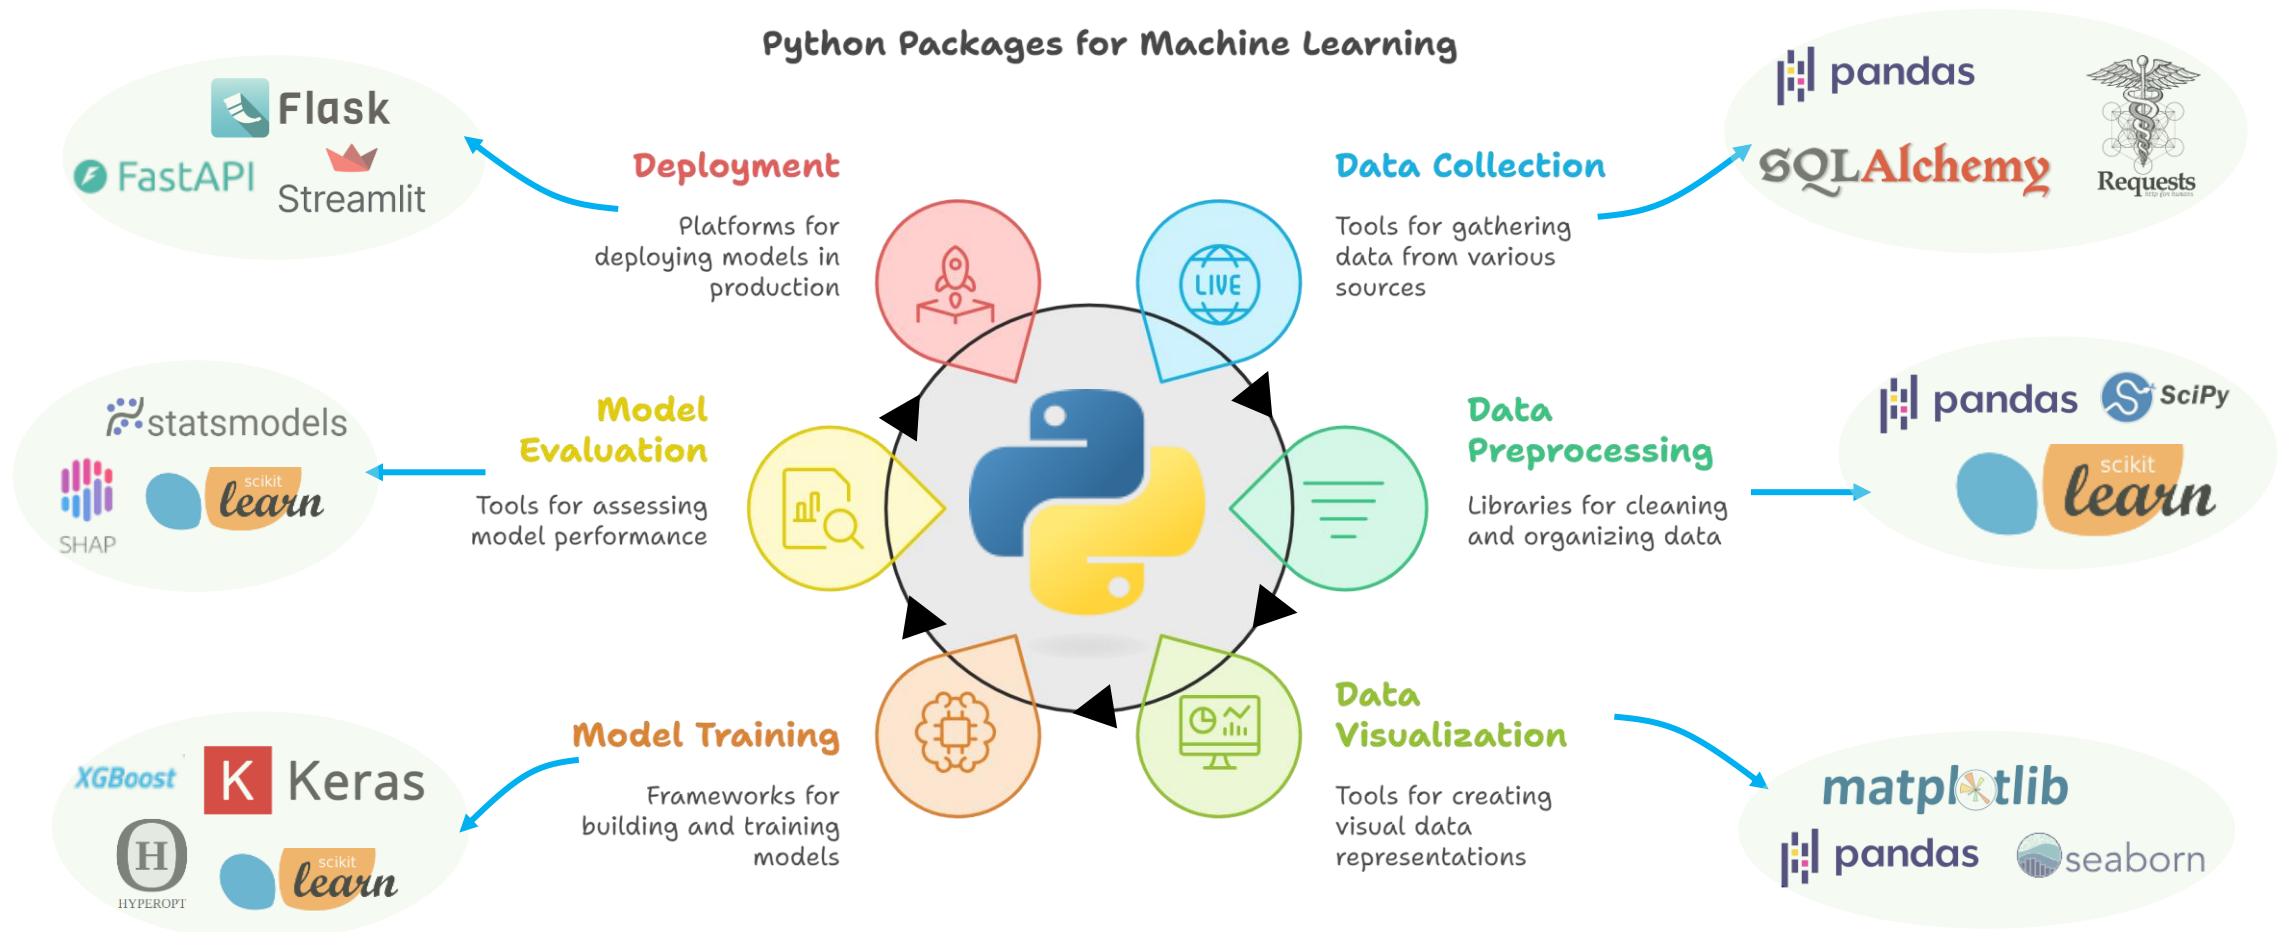 Python Packages for Machine Learning
Flask
FastAPI
Streamlit
Deployment
Platforms for
deploying models in
production
LIVE
Data Collection
Tools for gathering
data from various
sources
pandas
SQLAlchemy
Requests
http for humans
statsmodels
SHAP
scikit
learn
Model
Evaluation
Tools for assessing
model performance
Data
Preprocessing
Libraries for cleaning
and organizing data
pandas
SciPy
scikit
learn
XGBoost
K Keras
H
HYPEROPT
scikit
learn
Model Training
Frameworks for
building and training
models
Data
Visualization
Tools for creating
visual data
representations
matplotlib
pandas
seaborn